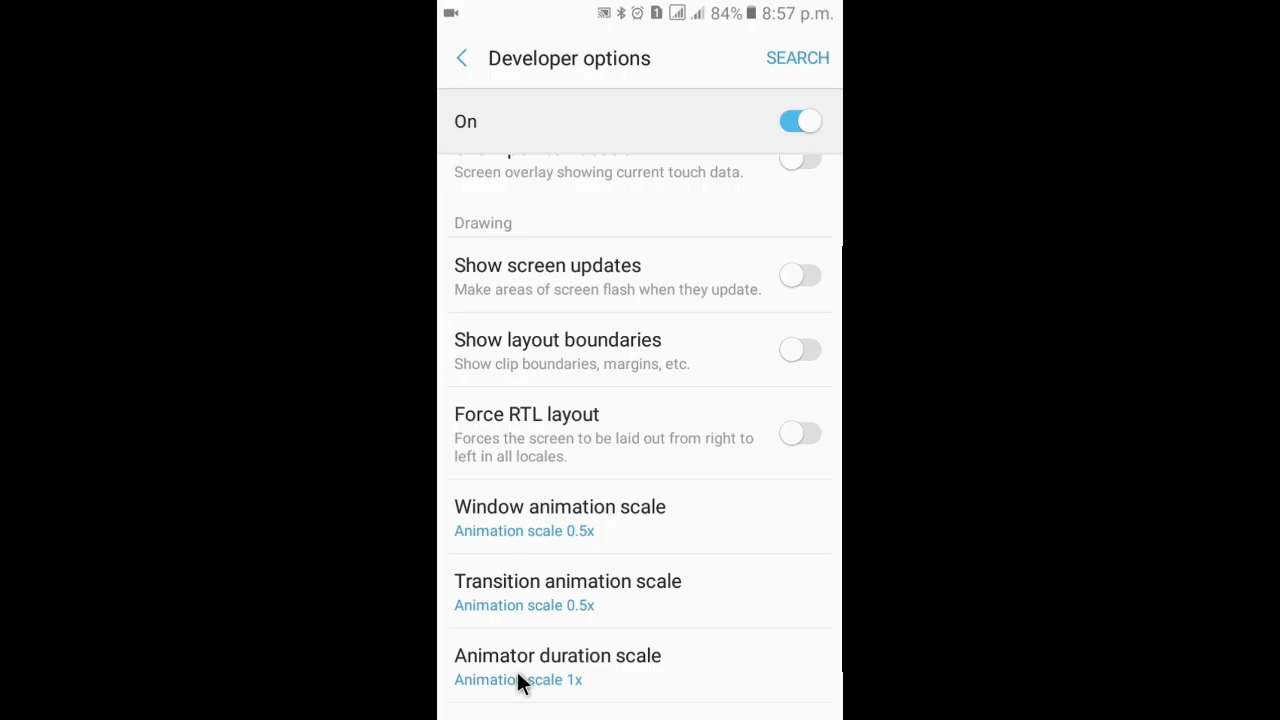 84% 8:57 p.m.
Developer options
SEARCH
On
Screen overlay showing current touch data.
Drawing
Show screen updates
Make areas of screen flash when they update.
Show layout boundaries
Show clip boundaries, margins, etc.
Force RTL layout
Forces the screen to be laid out from right to
left in all locales.
Window animation scale
Animation scale 0.5x
Transition animation scale
Animation scale 0.5x
Animator duration scale
Animation scale 1x